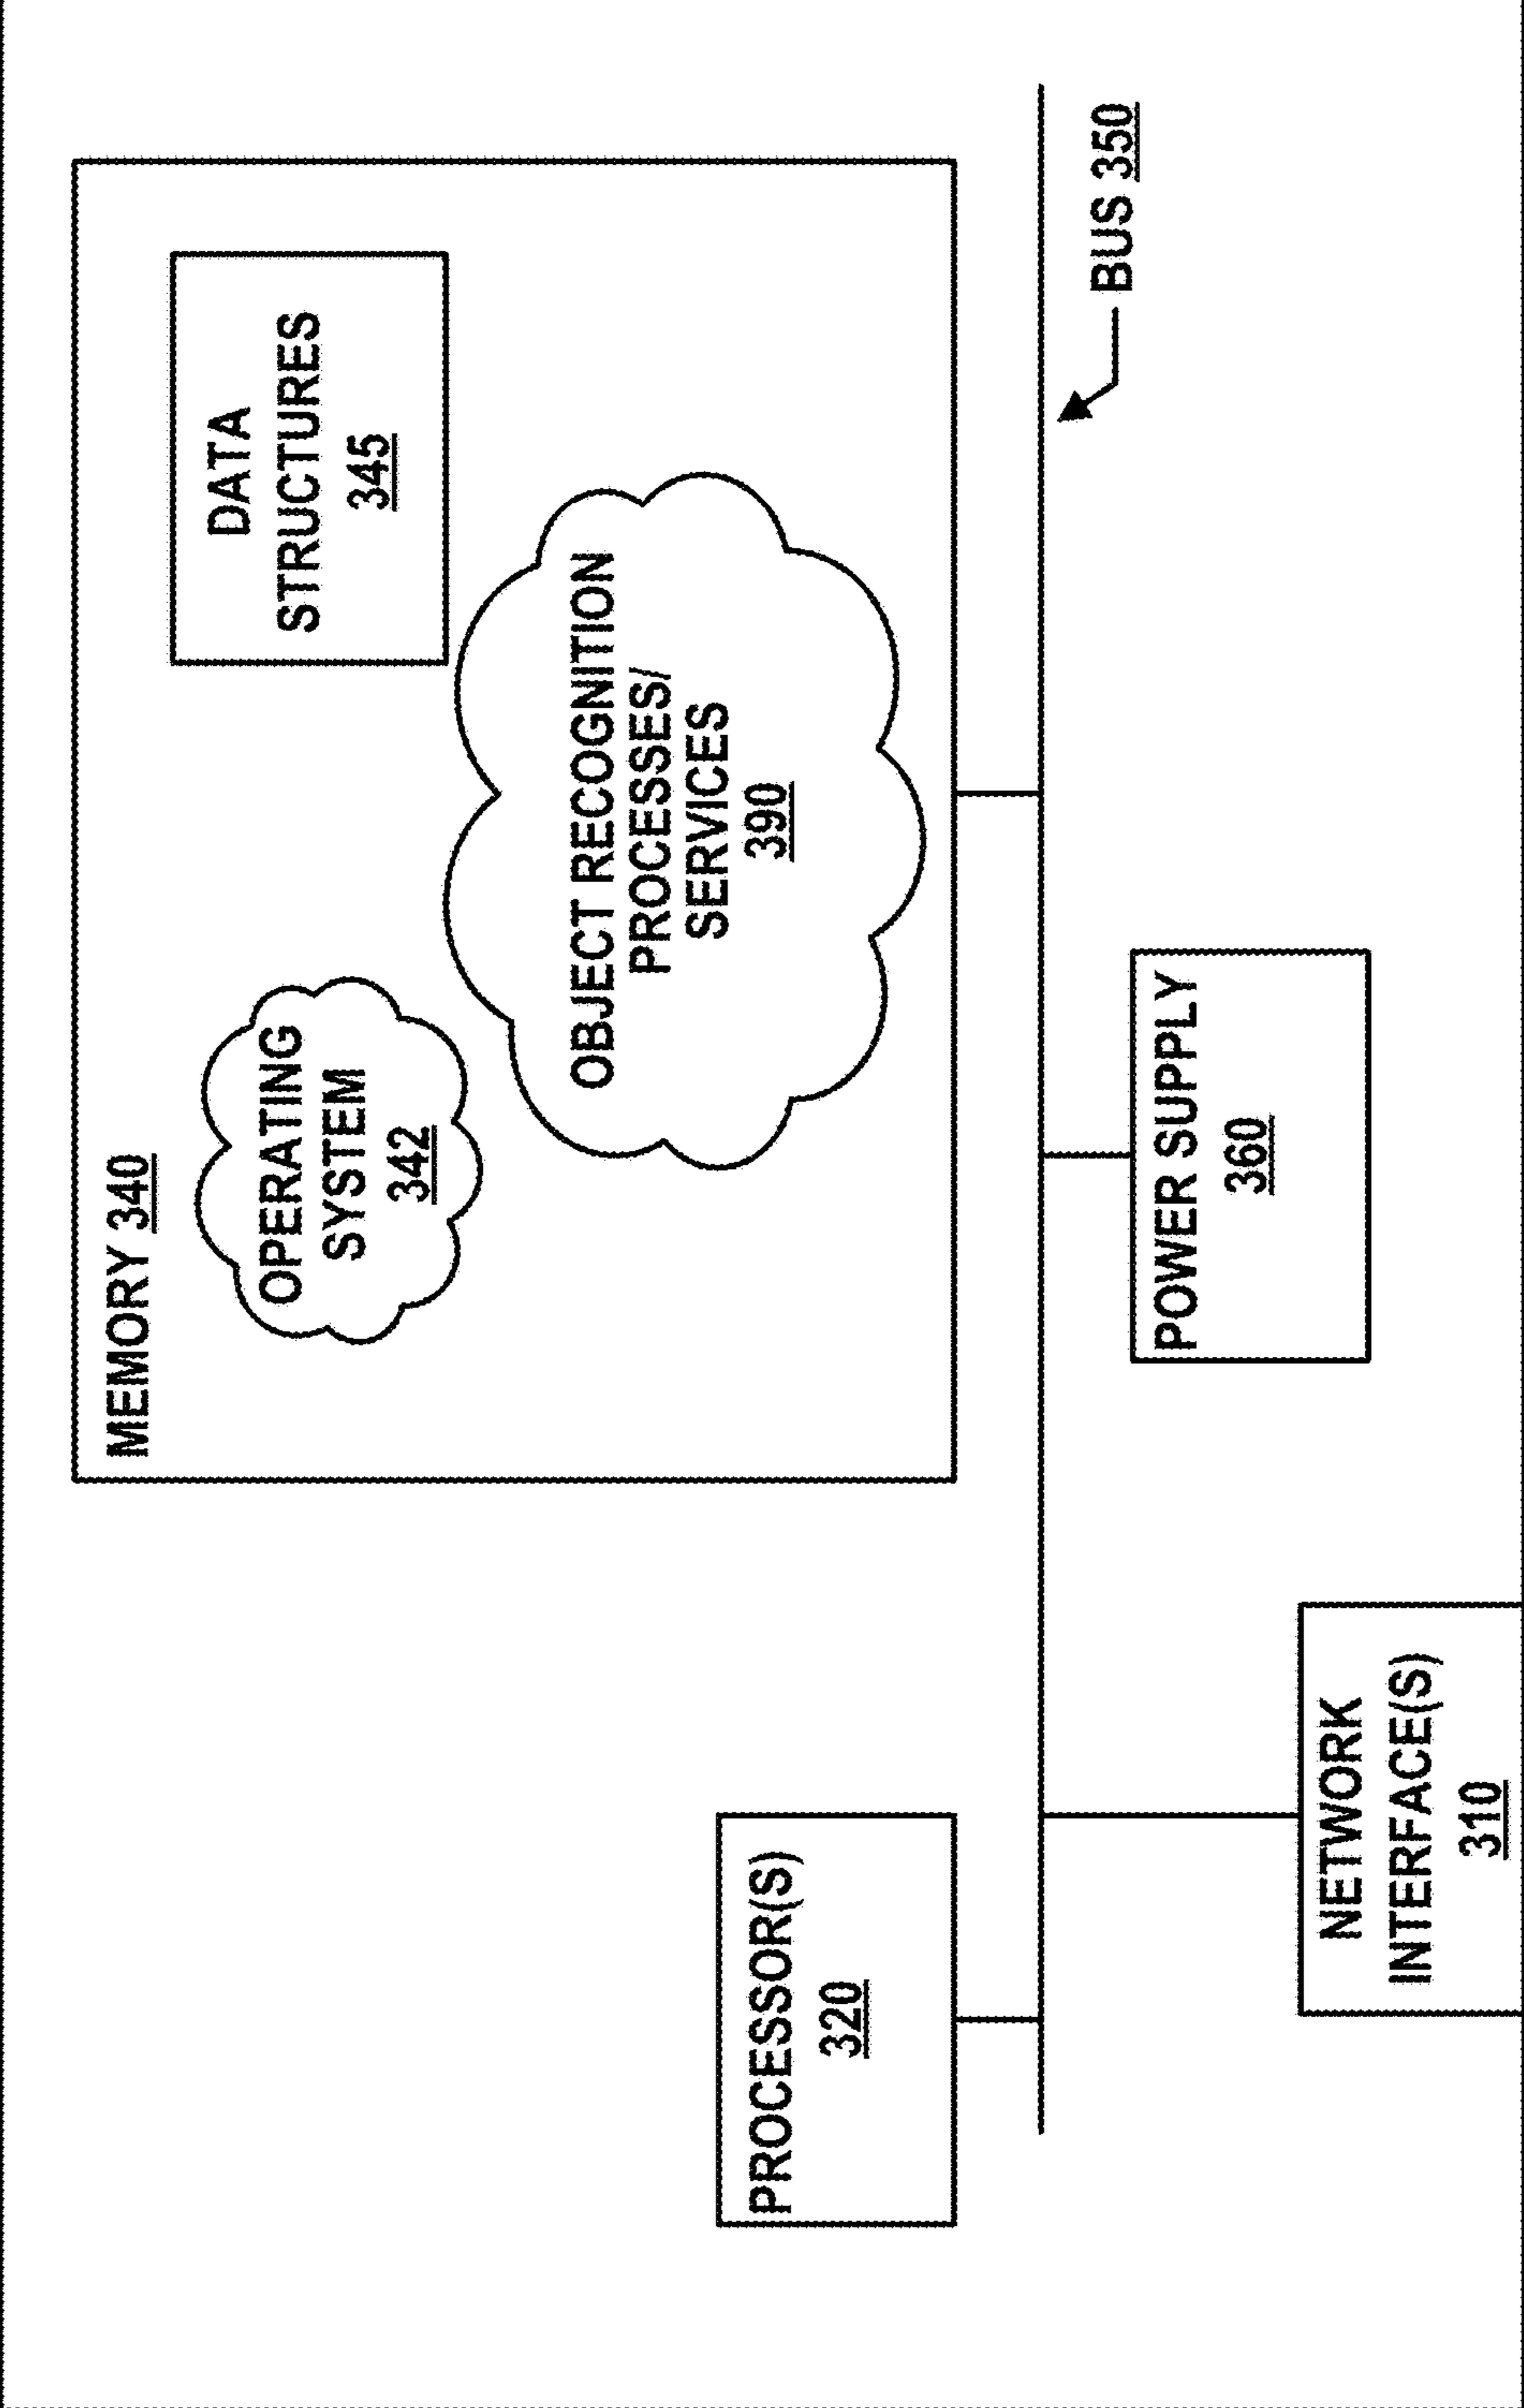 MEMORY 340
OPERATING
SYSTEM
342
DATA
STRUCTURES
345
OBJECT RECOGNITION
PROCESSES/
SERVICES
390
PROCESSOR(S)
320
BUS 350
POWER SUPPLY
360
NETWORK
INTERFACE(S)
310